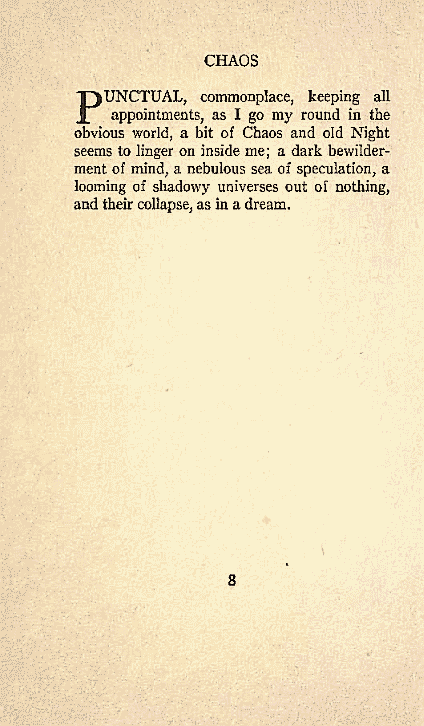 CHAOS
PUNCTUAL, commonplace, keeping all
appointments, as I go my round in the
obvious world, a bit of Chaos and old Night
seems to linger on inside me; a dark bewilder-
ment of mind, a nebulous sea of speculation, a
looming of shadowy universes out of nothing,
and their collapse, as in a dream.
8